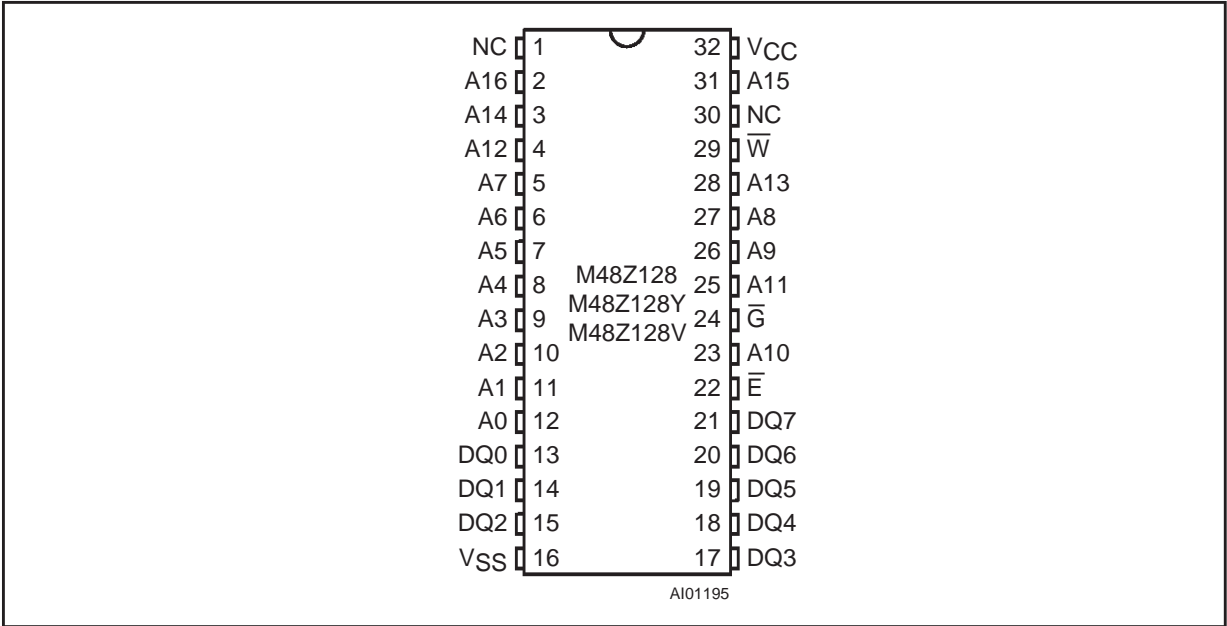 NC 1 32 VCC
A16 2 31 A15
A14 3 30 NC
A12 4 29 W̅
A7 5 28 A13
A6 6 27 A8
A5 7 26 A9
A4 8 M48Z128 25 A11
M48Z128Y
A3 9 M48Z128V 24 G̅
A2 10 23 A10
A1 11 22 E̅
A0 12 21 DQ7
DQ0 13 20 DQ6
DQ1 14 19 DQ5
DQ2 15 18 DQ4
VSS 16 17 DQ3
AI01195